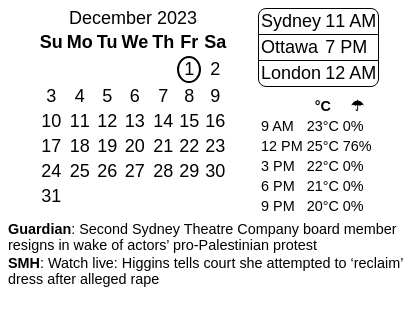 December 2023
Su Mo Tu We Th Fr Sa
1 2
3 4 5 6 7 8 9
10 11 12 13 14 15 16
17 18 19 20 21 22 23
24 25 26 27 28 29 30
31
Sydney 11 AM
Ottawa 7 PM
London 12 AM
°C ☂
9 AM 23°C 0%
12 PM 25°C 76%
3 PM 22°C 0%
6 PM 21°C 0%
9 PM 20°C 0%
Guardian: Second Sydney Theatre Company board member
resigns in wake of actors’ pro-Palestinian protest
SMH: Watch live: Higgins tells court she attempted to ‘reclaim’
dress after alleged rape